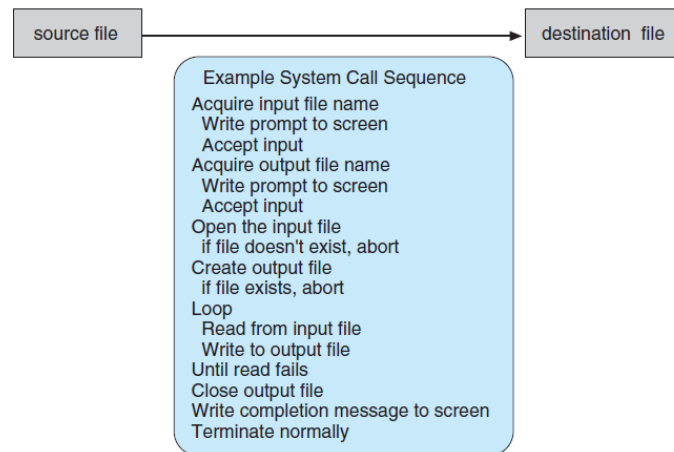 source file
destination file
Example System Call Sequence
Acquire input file name
Write prompt to screen
Accept input
Acquire output file name
Write prompt to screen
Accept input
Open the input file
if file doesn't exist, abort
Create output file
if file exists, abort
Loop
Read from input file
Write to output file
Until read fails
Close output file
Write completion message to screen
Terminate normally